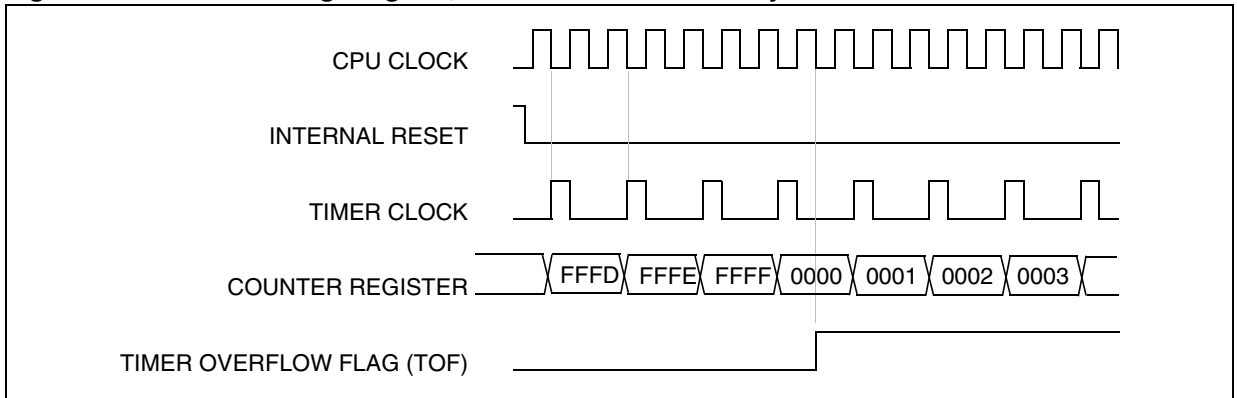 CPU CLOCK
INTERNAL RESET
TIMER CLOCK
COUNTER REGISTER FFFD FFFE FFFF 0000 0001 0002 0003
TIMER OVERFLOW FLAG (TOF)